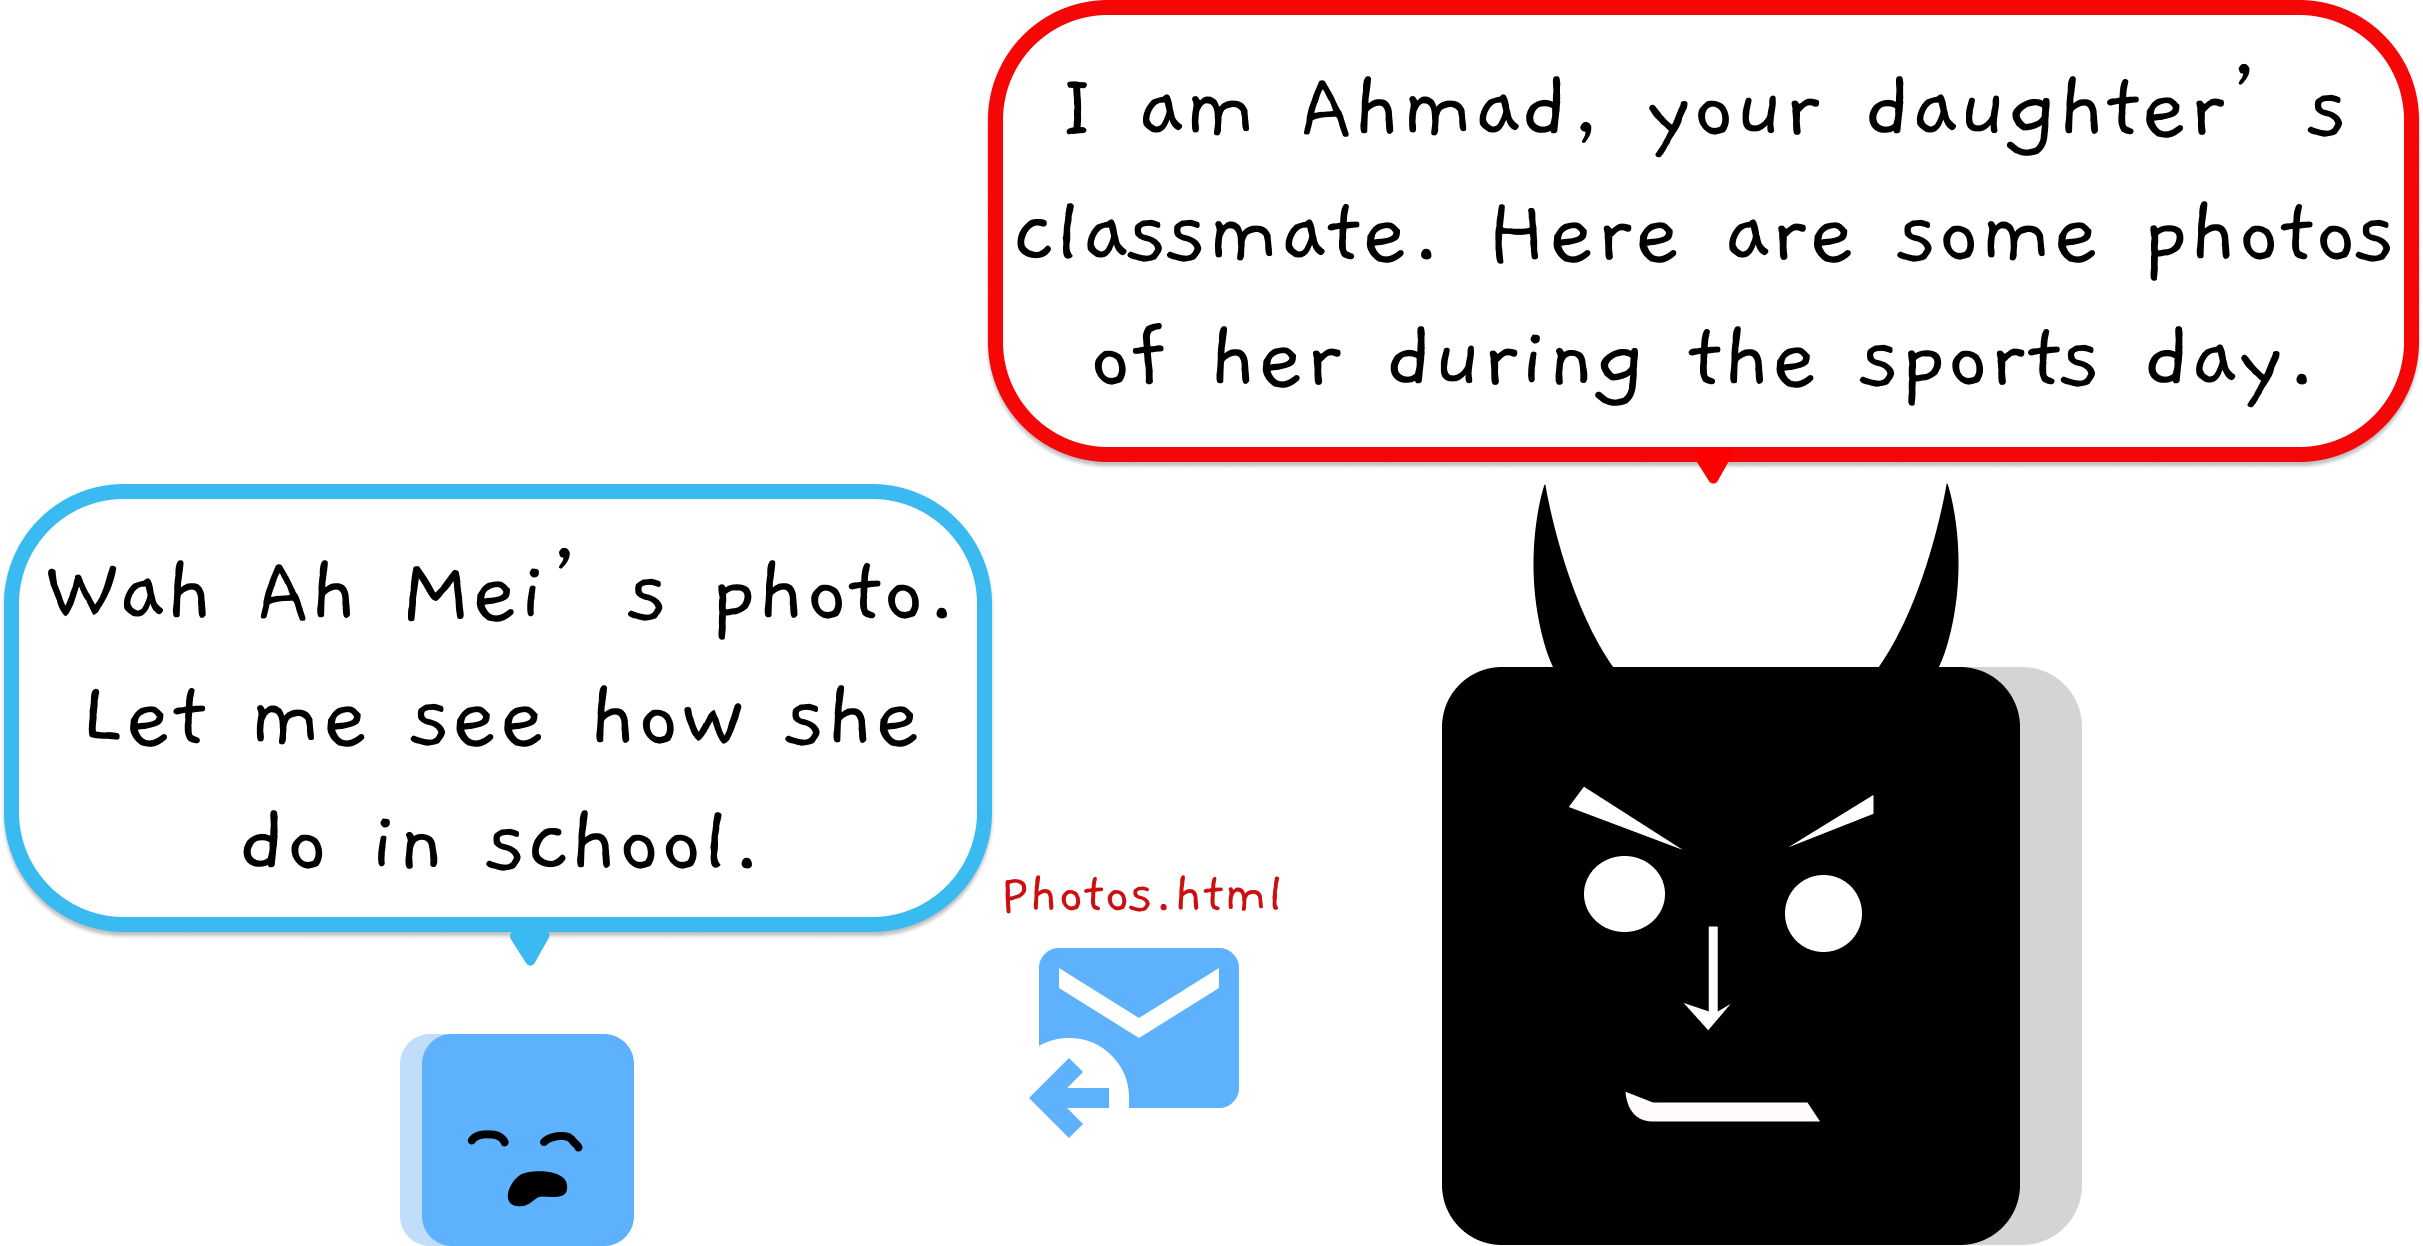 I am Ahmad, your daughter’s
classmate. Here are some photos
of her during the sports day.
Wah Ah Mei’s photo.
Let me see how she
do in school.
Photos.html